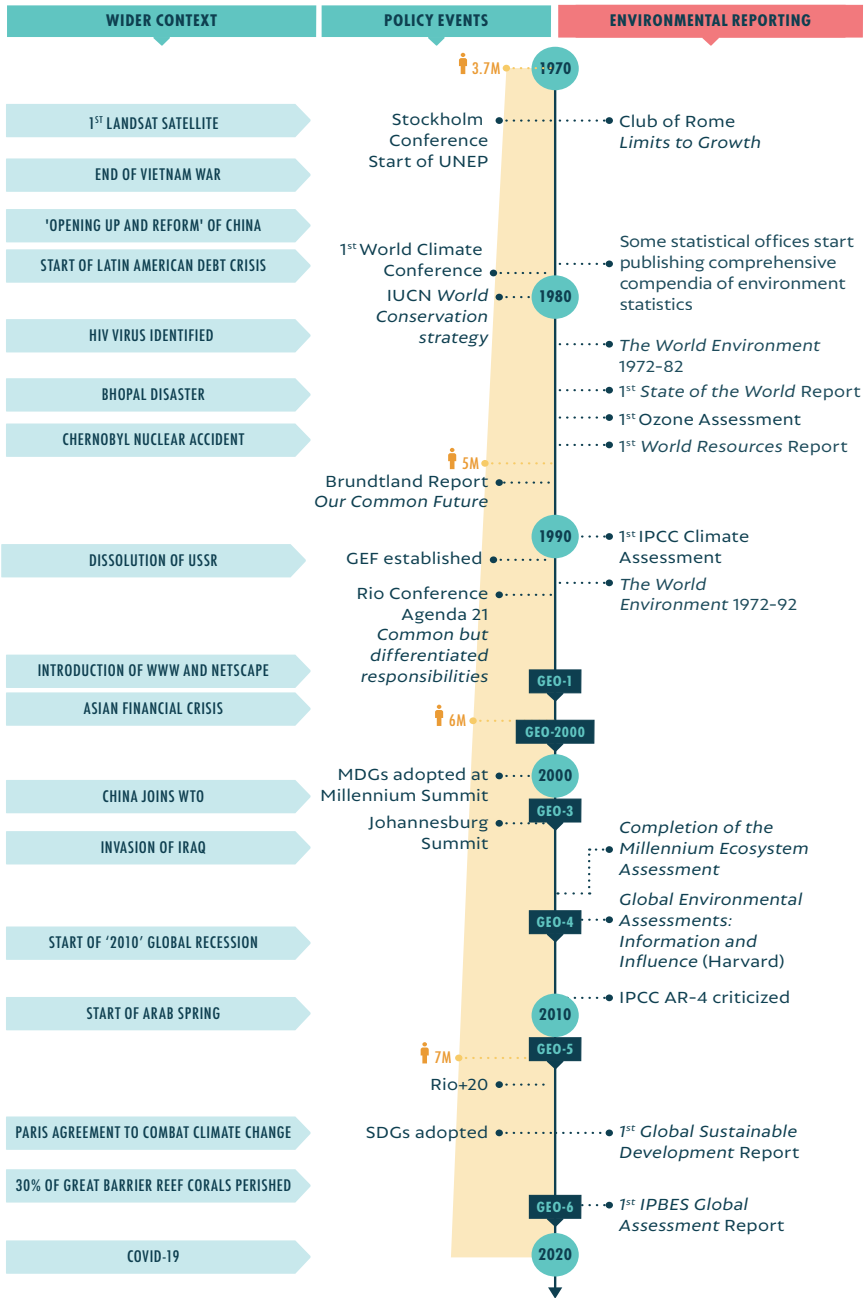 WIDER CONTEXT
POLICY EVENTS
ENVIRONMENTAL REPORTING
3.7M
1970
1ST LANDSAT SATELLITE
Stockholm
Conference
Start of UNEP
Club of Rome
Limits to Growth
END OF VIETNAM WAR
'OPENING UP AND REFORM' OF CHINA
START OF LATIN AMERICAN DEBT CRISIS
1st World Climate
Conference
Some statistical offices start
publishing comprehensive
compendia of environment
statistics
IUCN World
Conservation
strategy
1980
HIV VIRUS IDENTIFIED
The World Environment
1972-82
BHOPAL DISASTER
1st State of the World Report
1st Ozone Assessment
CHERNOBYL NUCLEAR ACCIDENT
1st World Resources Report
5M
Brundtland Report
Our Common Future
1990
1st IPCC Climate
Assessment
DISSOLUTION OF USSR
GEF established
The World
Environment 1972-92
Rio Conference
Agenda 21
Common but
differentiated
responsibilities
INTRODUCTION OF WWW AND NETSCAPE
GEO-1
ASIAN FINANCIAL CRISIS
6M
GEO-2000
MDGs adopted at
Millennium Summit
2000
CHINA JOINS WTO
GEO-3
Johannesburg
Summit
INVASION OF IRAQ
Completion of the
Millennium Ecosystem
Assessment
GEO-4
Global Environmental
Assessments:
Information and
Influence (Harvard)
START OF ‘2010’ GLOBAL RECESSION
IPCC AR-4 criticized
START OF ARAB SPRING
2010
GEO-5
7M
Rio+20
PARIS AGREEMENT TO COMBAT CLIMATE CHANGE
SDGs adopted
1st Global Sustainable
Development Report
30% OF GREAT BARRIER REEF CORALS PERISHED
GEO-6
1st IPBES Global
Assessment Report
COVID-19
2020